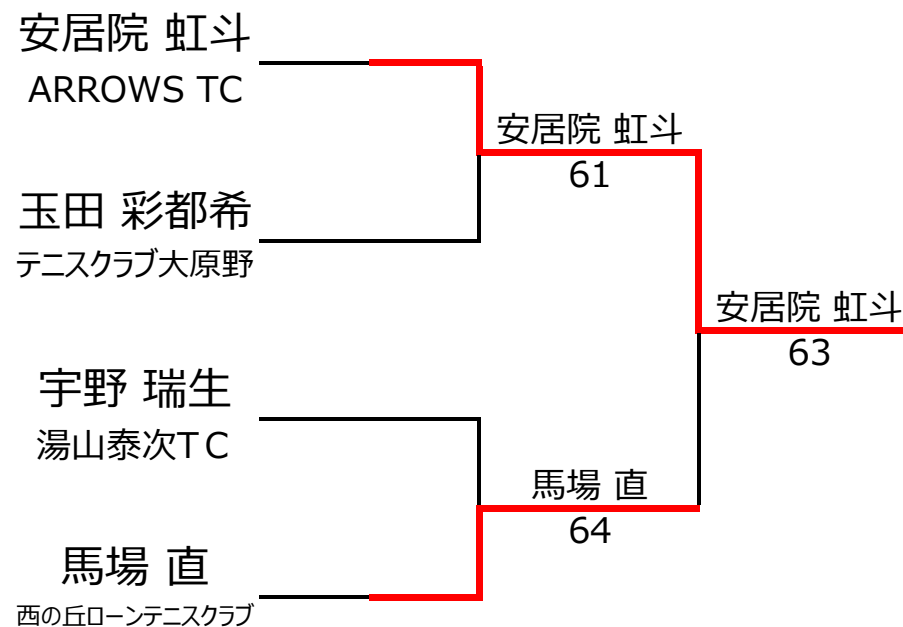 安居院 虹斗
ARROWS TC
安居院 虹斗
61
玉田 彩都希
テニスクラブ大原野
安居院 虹斗
63
宇野 瑞生
湯山泰次TＣ
馬場 直
64
馬場 直
西の丘ローンテニスクラブ